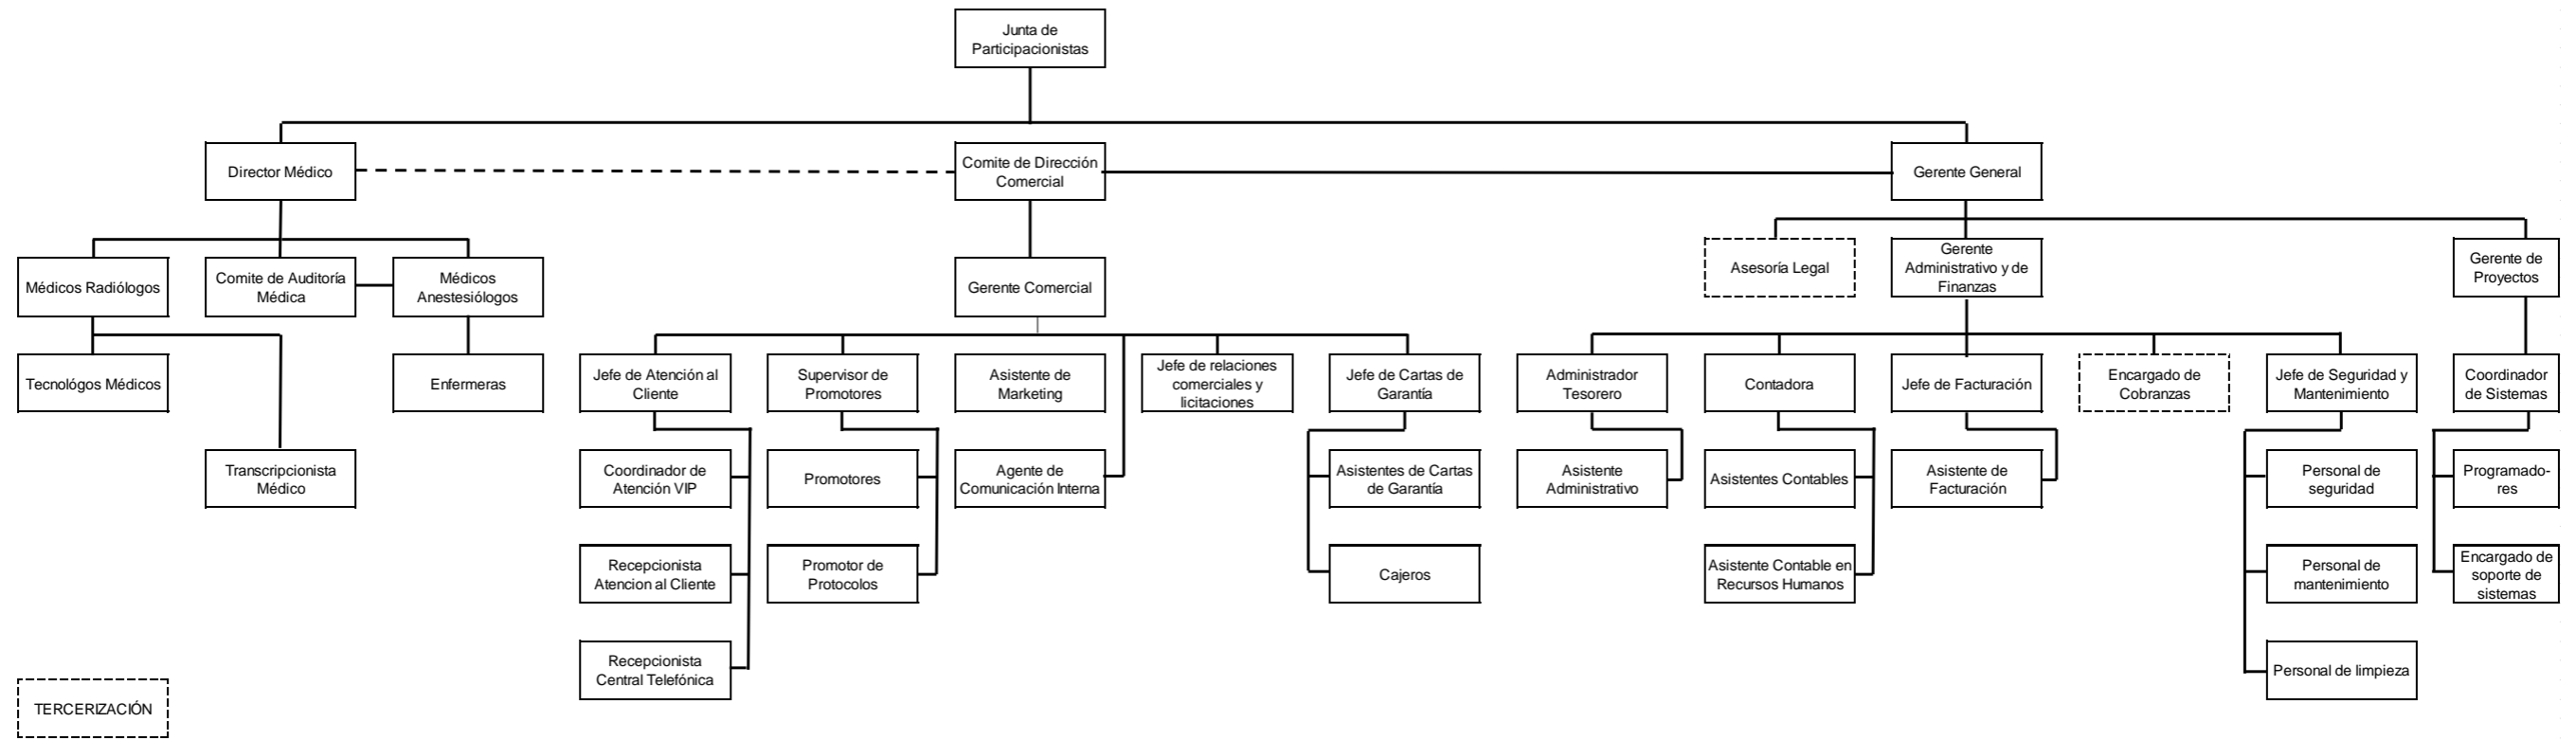 Junta de
Participacionistas
Director Médico
Comite de Dirección
Comercial
Gerente General
Médicos Radiólogos
Comite de Auditoría
Médica
Médicos
Anestesiólogos
Gerente Comercial
Asesoría Legal
Gerente
Administrativo y de
Finanzas
Gerente de
Proyectos
Tecnológos Médicos
Enfermeras
Jefe de Atención al
Cliente
Supervisor de
Promotores
Asistente de
Marketing
Jefe de relaciones
comerciales y
licitaciones
Jefe de Cartas de
Garantía
Administrador
Tesorero
Contadora
Jefe de Facturación
Encargado de
Cobranzas
Jefe de Seguridad y
Mantenimiento
Coordinador
de Sistemas
Transcripcionista
Médico
Coordinador de
Atención VIP
Promotores
Agente de
Comunicación Interna
Asistentes de Cartas
de Garantía
Asistente
Administrativo
Asistentes Contables
Asistente de
Facturación
Personal de
seguridad
Programado-
res
Recepcionista
Atencion al Cliente
Promotor de
Protocolos
Cajeros
Asistente Contable en
Recursos Humanos
Personal de
mantenimiento
Encargado de
soporte de
sistemas
Recepcionista
Central Telefónica
Personal de limpieza
TERCERIZACIÓN